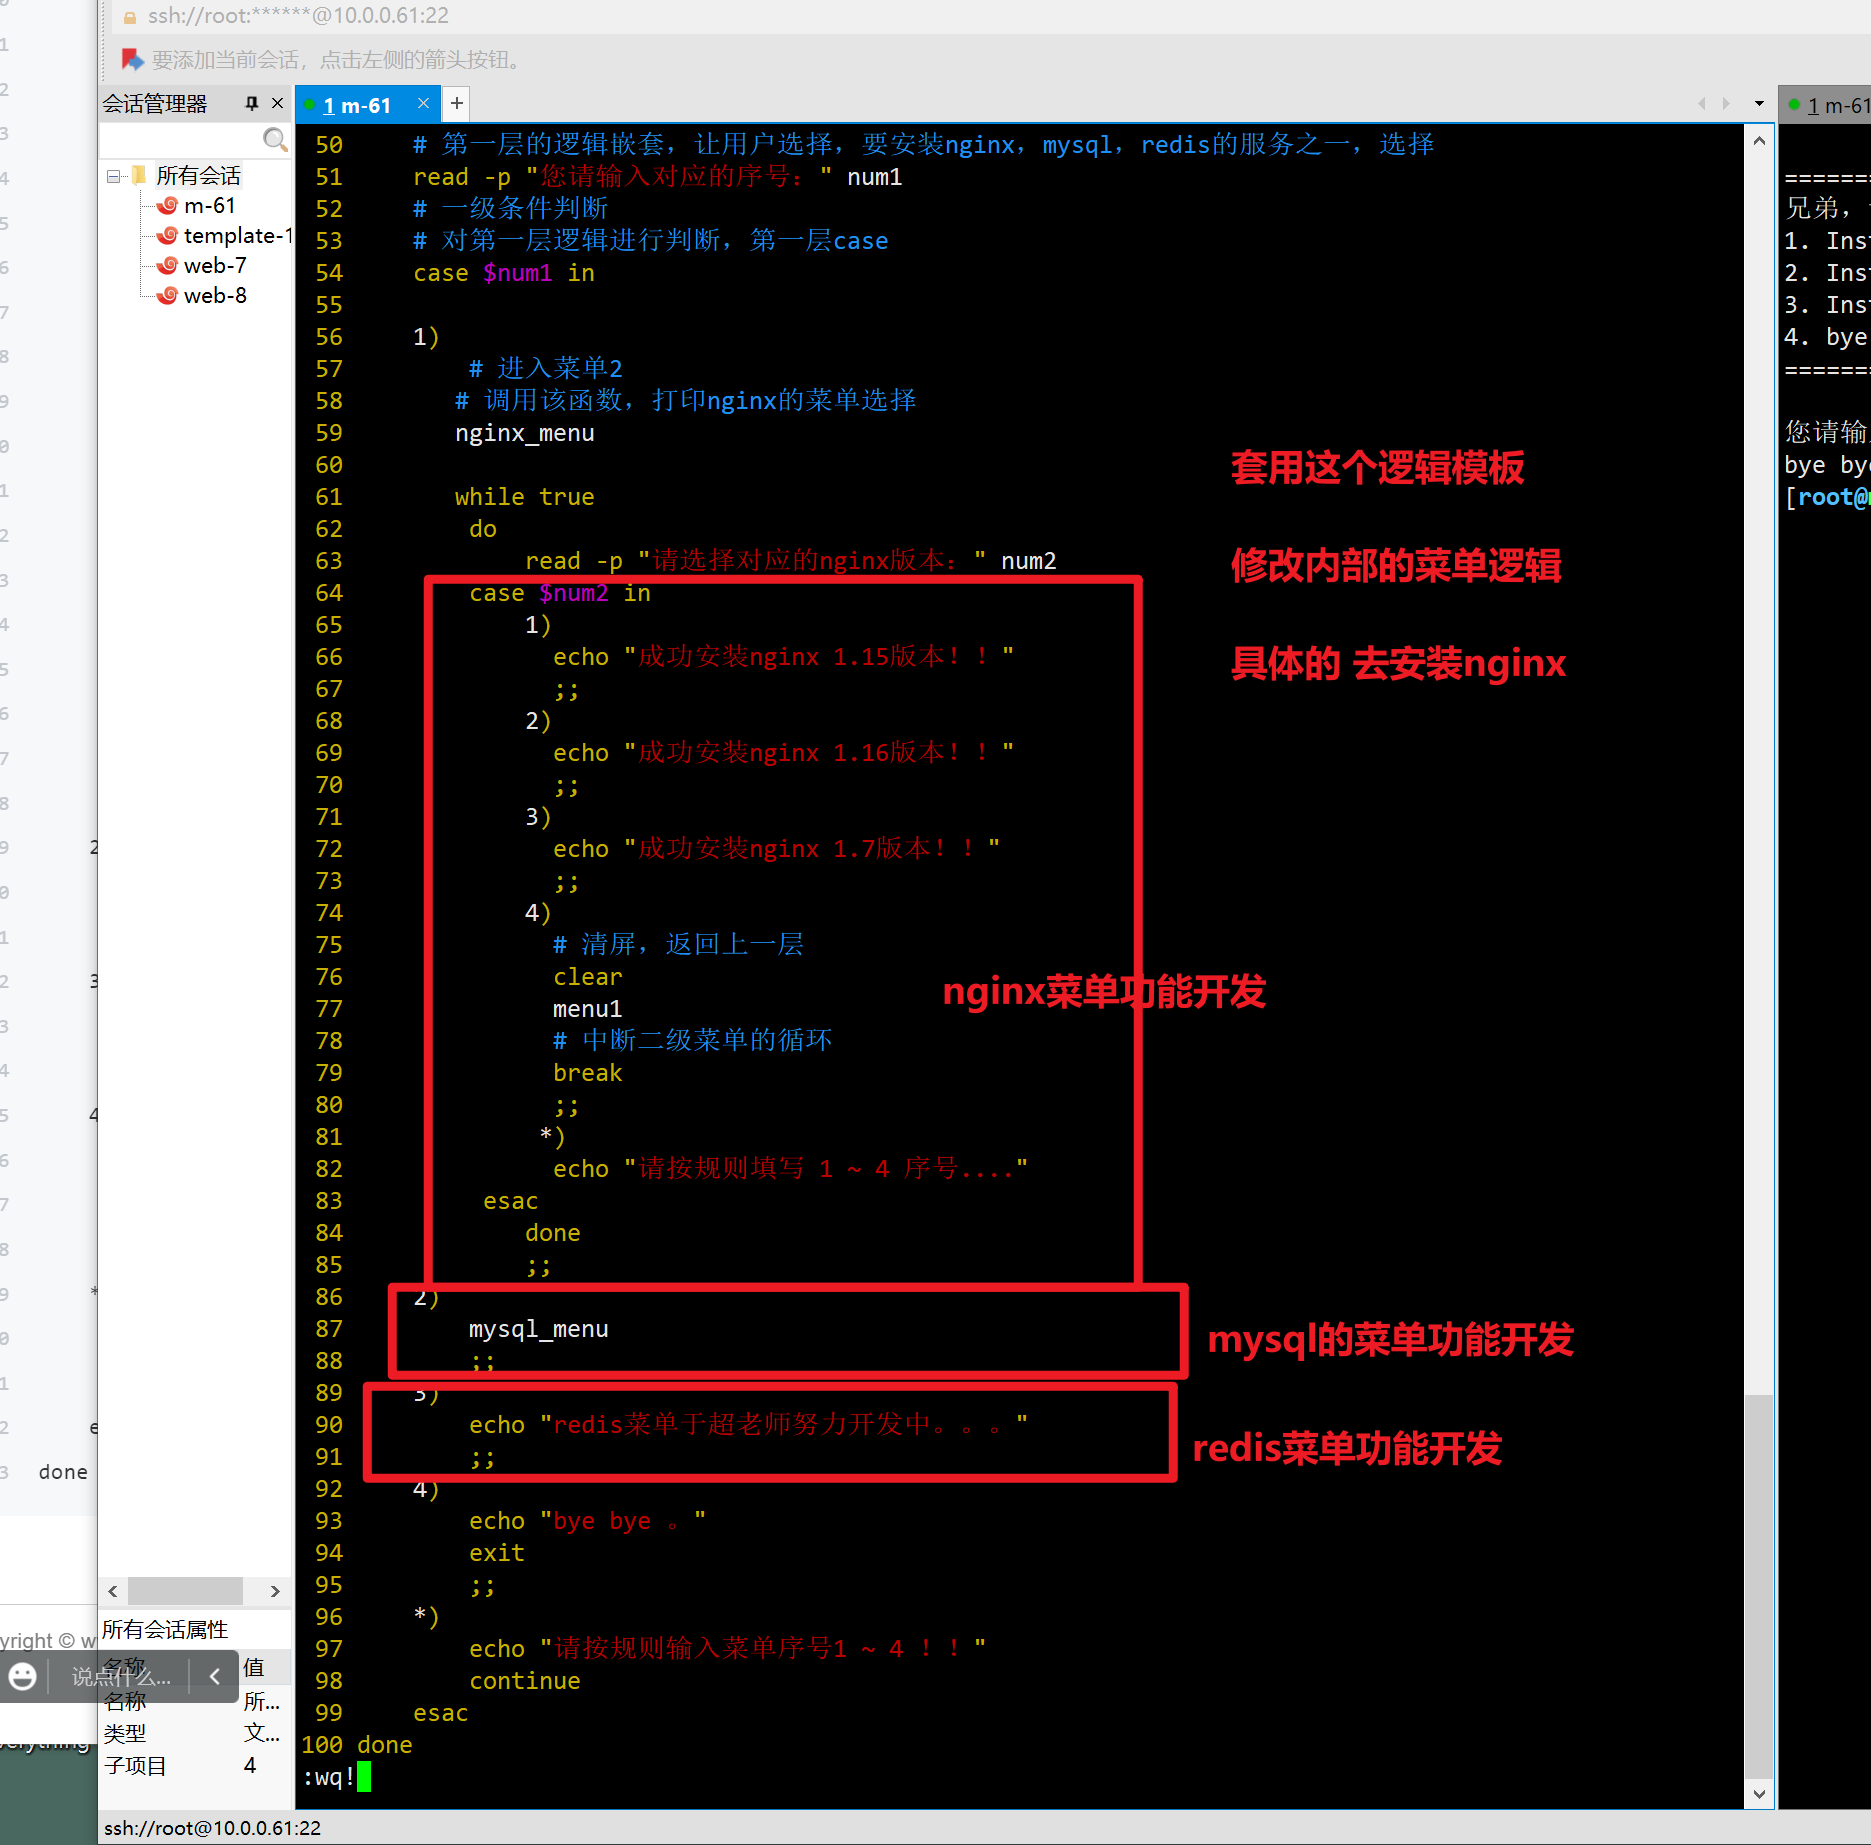 ssh://root:******@10.0.0.61:22
要添加当前会话，点击左侧的箭头按钮。
会话管理器
1 m-61
所有会话
m-61
template-1
web-7
web-8
50 # 第一层的逻辑嵌套，让用户选择，要安装nginx，mysql，redis的服务之一，选择
51 read -p "您请输入对应的序号：" num1
52 # 一级条件判断
53 # 对第一层逻辑进行判断，第一层case
54 case $num1 in
55
56 1)
57 # 进入菜单2
58 # 调用该函数，打印nginx的菜单选择
59 nginx_menu
60
61 while true
62 do
63 read -p "请选择对应的nginx版本：" num2
64 case $num2 in
65 1)
66 echo "成功安装nginx 1.15版本！！"
67 ;;
68 2)
69 echo "成功安装nginx 1.16版本！！"
70 ;;
71 3)
72 echo "成功安装nginx 1.7版本！！"
73 ;;
74 4)
75 # 清屏，返回上一层
76 clear
77 menu1
78 # 中断二级菜单的循环
79 break
80 ;;
81 *)
82 echo "请按规则填写 1 ~ 4 序号...."
83 esac
84 done
85 ;;
86 2)
87 mysql_menu
88 ;;
89 3)
90 echo "redis菜单于超老师努力开发中。。。"
91 ;;
92 4)
93 echo "bye bye 。"
94 exit
95 ;;
96 *)
97 echo "请按规则输入菜单序号1 ~ 4 ！！"
98 continue
99 esac
100 done
:wq!
套用这个逻辑模板
修改内部的菜单逻辑
具体的 去安装nginx
nginx菜单功能开发
mysql的菜单功能开发
redis菜单功能开发
1 m-61
=======
兄弟，
1. Inst
2. Inst
3. Inst
4. bye
=======
您请输
bye bye
[root@
2
3
4
*
e
done
yright © w
说点什么...
erything
所有会话属性
名称 值
名称 所...
类型 文...
子项目 4
ssh://root@10.0.0.61:22